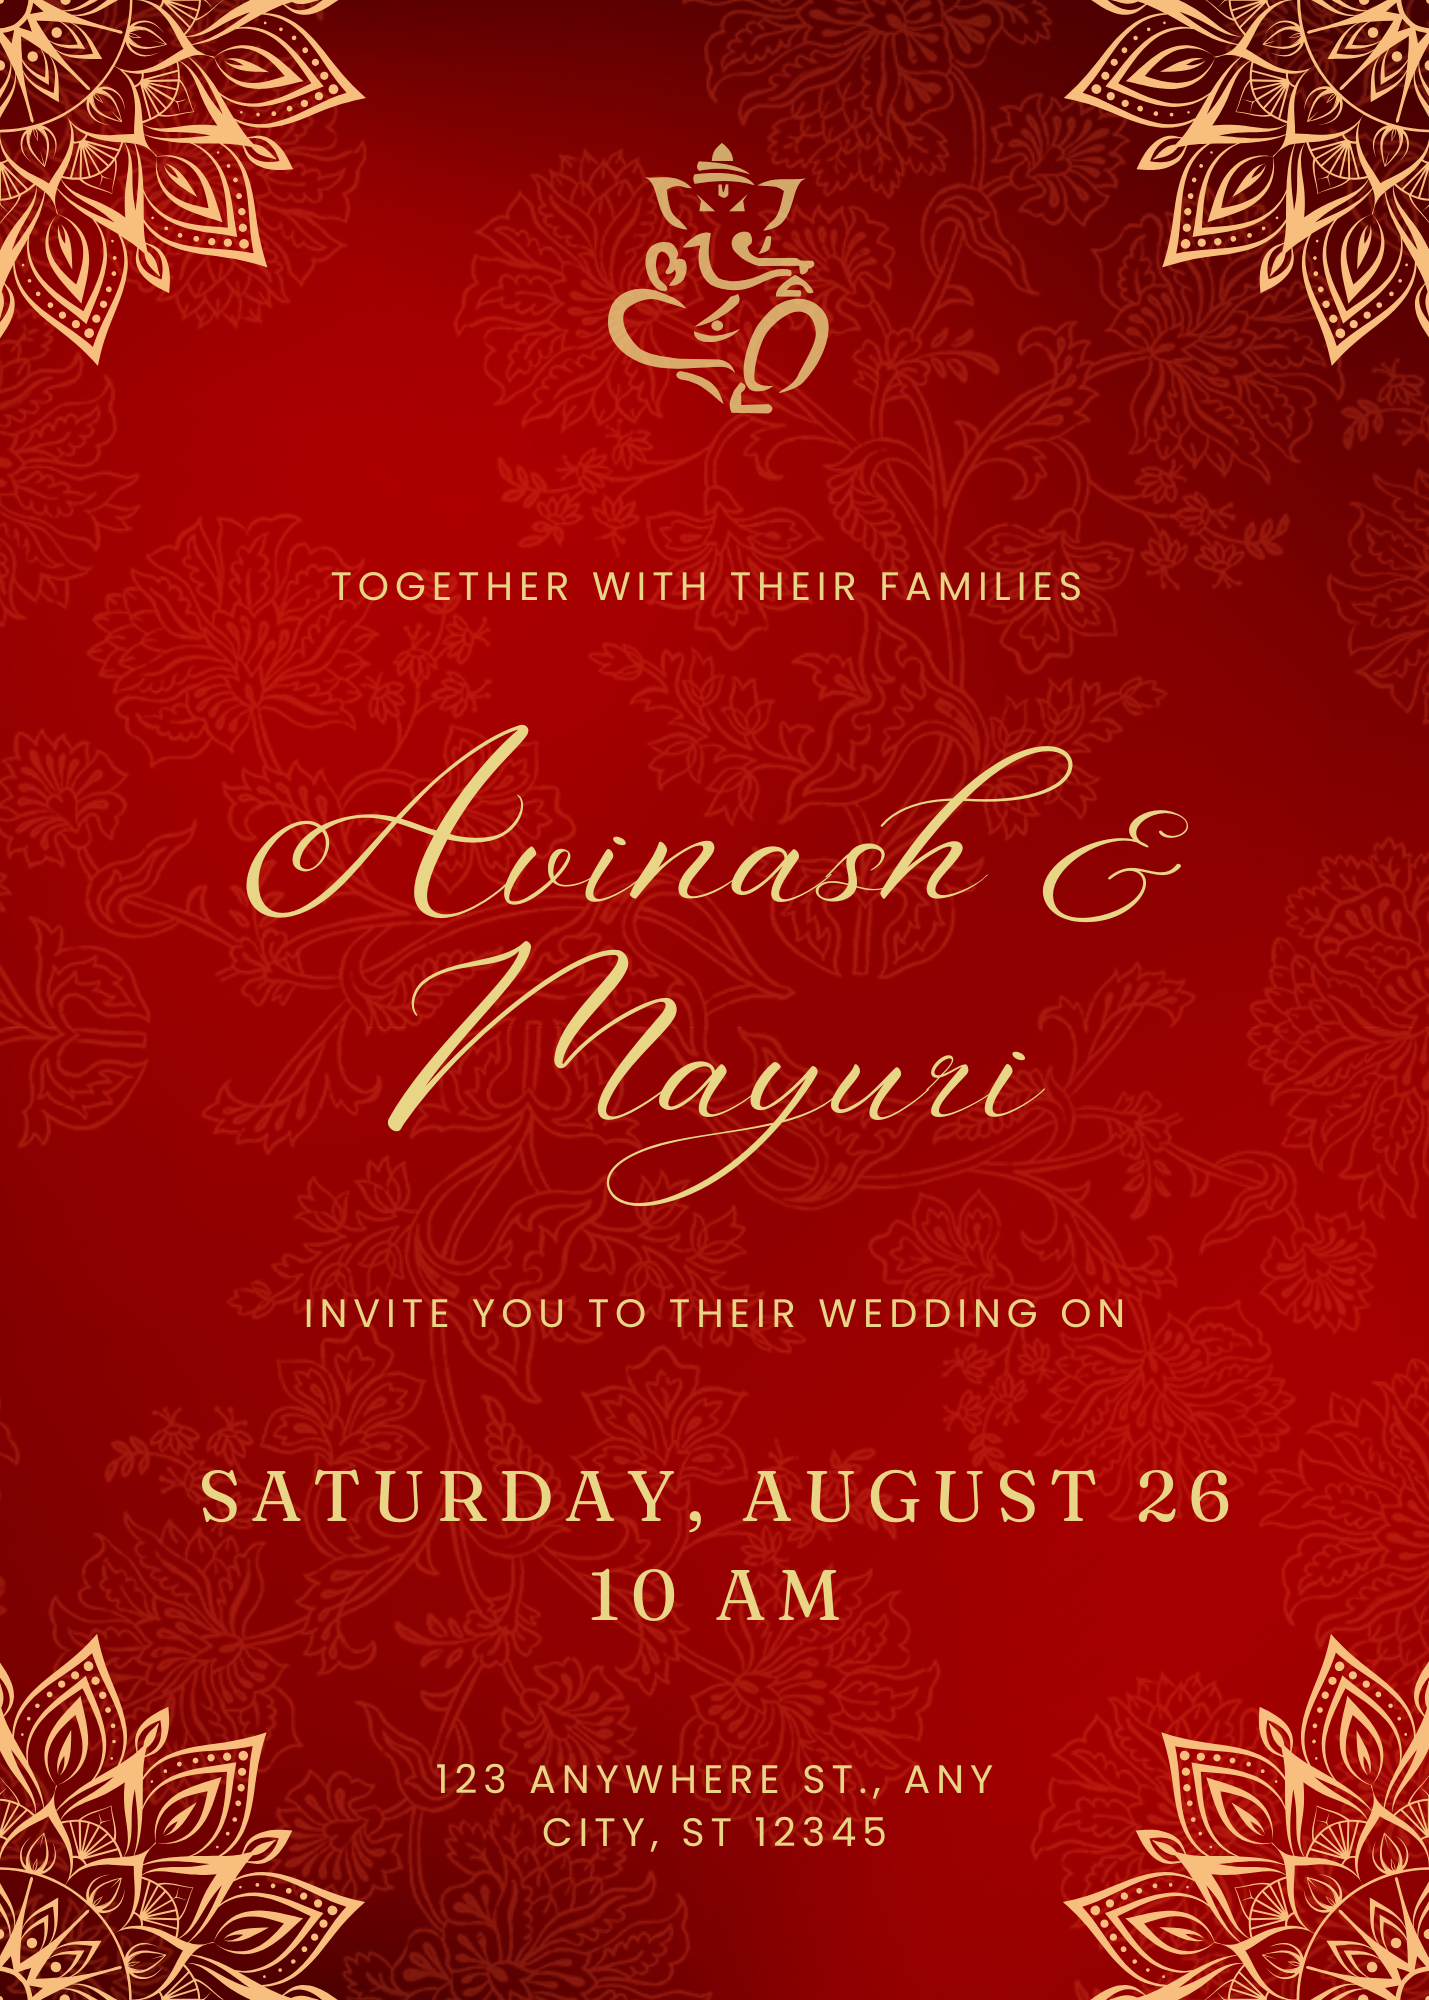 TOGETHER WITH THEIR FAMILIES
Avinash &
Mayuri
INVITE YOU TO THEIR WEDDING ON
SATURDAY, AUGUST 26
10 AM
123 ANYWHERE ST., ANY
CITY, ST 12345